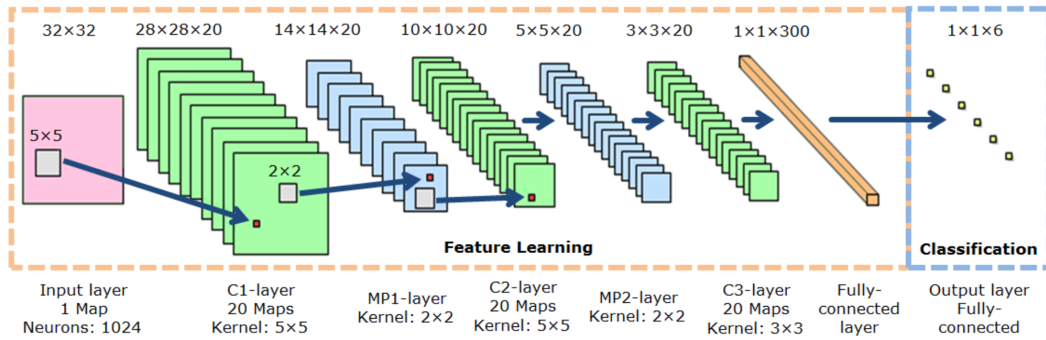 32×32 28×28×20 14×14×20 10×10×20 5×5×20 3×3×20 1×1×300 1×1×6
5×5
2×2
Feature Learning
Classification
Input layer
1 Map
Neurons: 1024
C1-layer
20 Maps
Kernel: 5×5
MP1-layer
Kernel: 2×2
C2-layer
20 Maps
Kernel: 5×5
MP2-layer
Kernel: 2×2
C3-layer
20 Maps
Kernel: 3×3
Fully-
connected
layer
Output layer
Fully-
connected